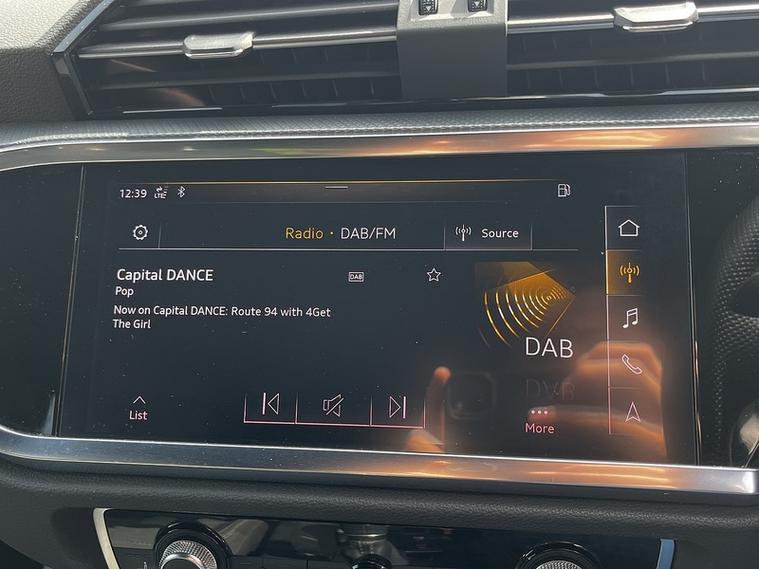 12:39 LTE
Radio • DAB/FM
Source
Capital DANCE
DAB
Pop
Now on Capital DANCE: Route 94 with 4Get
The Girl
DAB
List
More